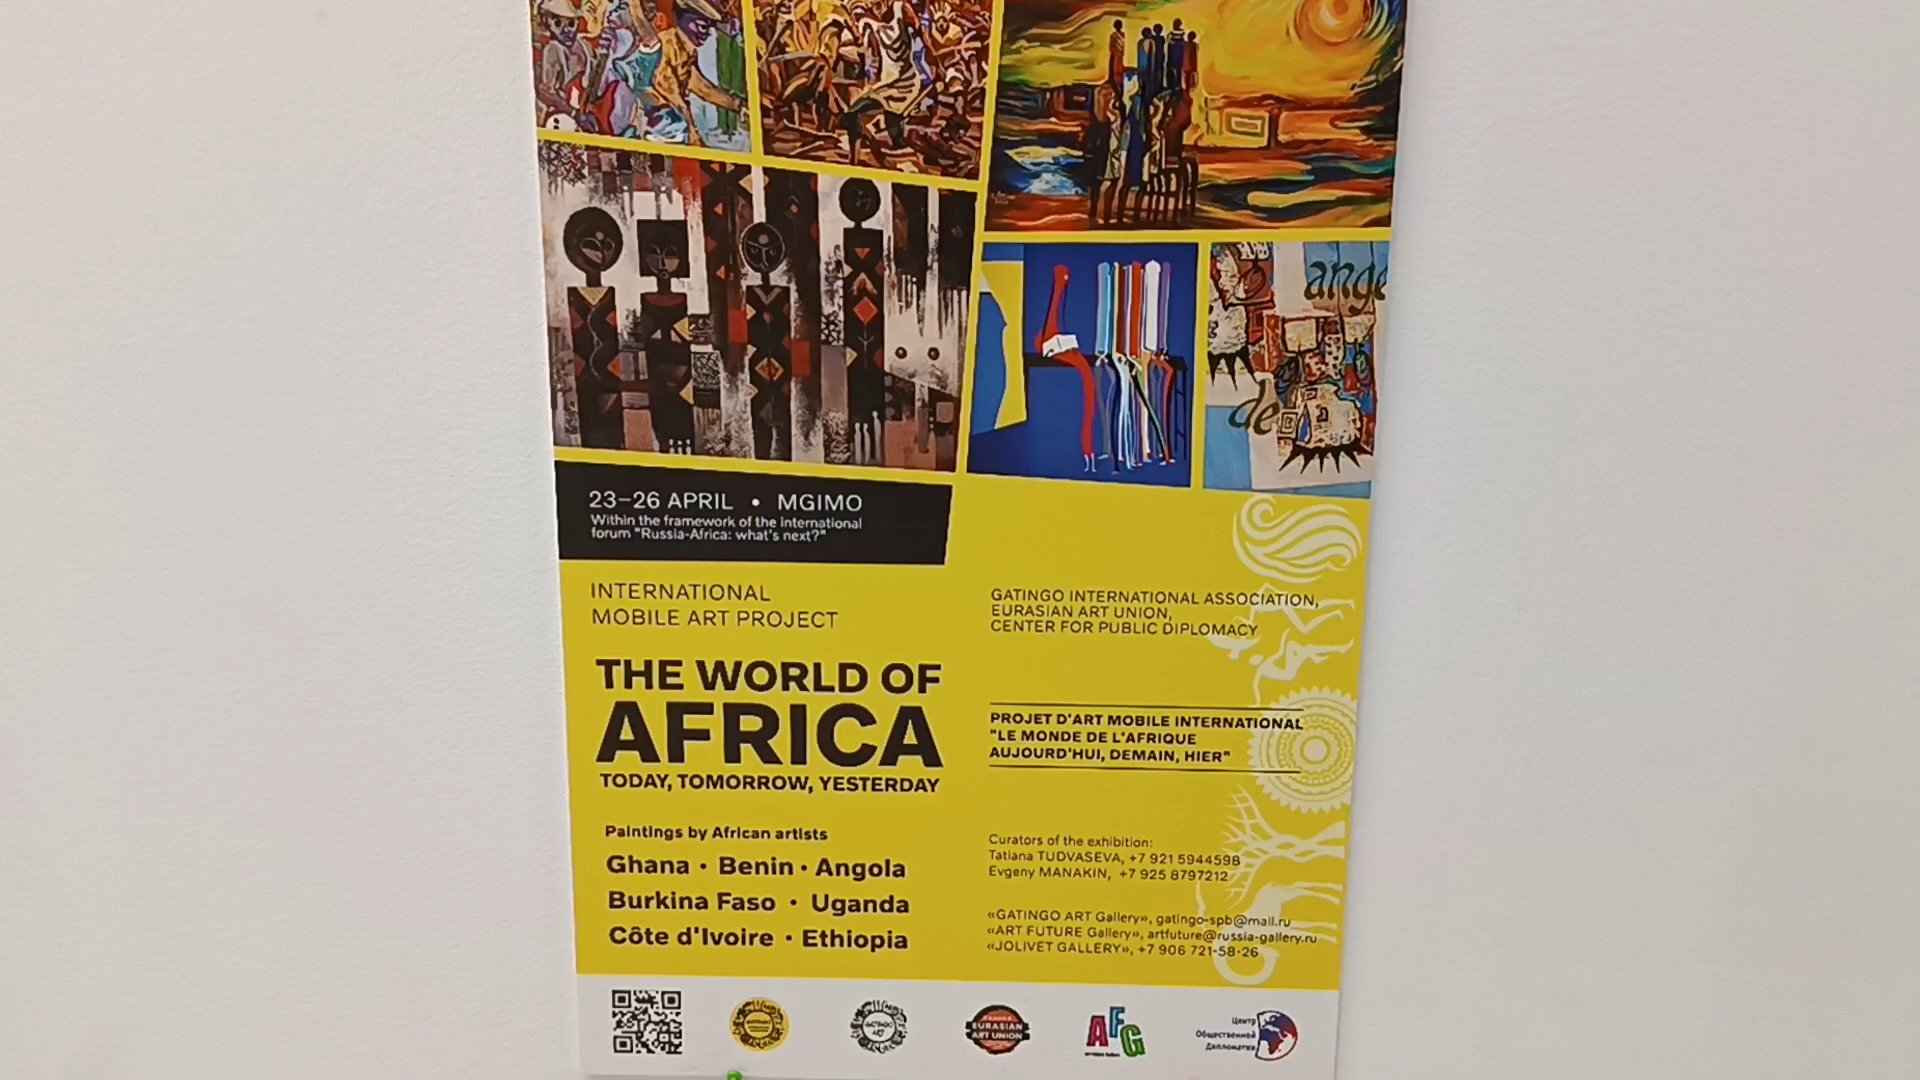 ange
de
23–26 APRIL • MGIMO
Within the framework of the international
forum "Russia-Africa: what's next?"
INTERNATIONAL
MOBILE ART PROJECT
THE WORLD OF
AFRICA
TODAY, TOMORROW, YESTERDAY
Paintings by African artists
Ghana • Benin • Angola
Burkina Faso • Uganda
Côte d'Ivoire • Ethiopia
GATINGO INTERNATIONAL ASSOCIATION,
EURASIAN ART UNION,
CENTER FOR PUBLIC DIPLOMACY
PROJET D'ART MOBILE INTERNATIONAL
"LE MONDE DE L'AFRIQUE
AUJOURD'HUI, DEMAIN, HIER"
Curators of the exhibition:
Tatiana TUDVASEVA, +7 921 5944598
Evgeny MANAKIN, +7 925 8797212
«GATINGO ART Gallery», gatingo-spb@mail.ru
«ART FUTURE Gallery», artfuture@russia-gallery.ru
«JOLIVET GALLERY», +7 906 721-58-26
GATINGO
GATINGO
ART
EURASIAN
ART UNION
AFG
Центр
Общественной
Дипломатии